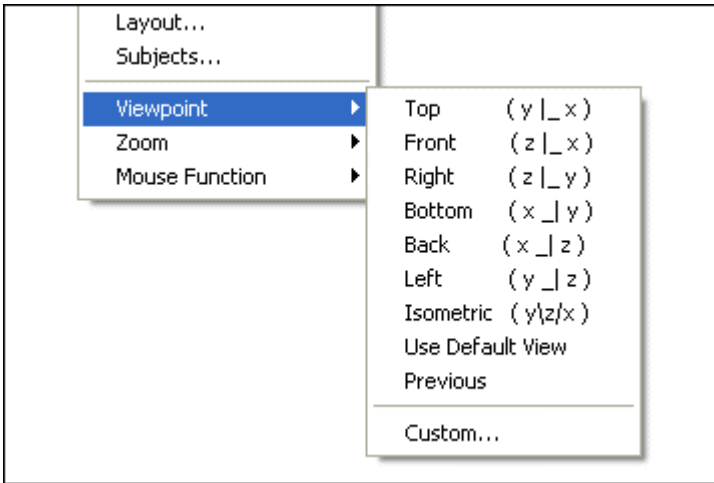 Layout...
Subjects...
Viewpoint
Zoom
Mouse Function
Top ( y |_ x )
Front ( z |_ x )
Right ( z |_ y )
Bottom ( x _| y )
Back ( x _| z )
Left ( y _| z )
Isometric ( y\z/x )
Use Default View
Previous
Custom...